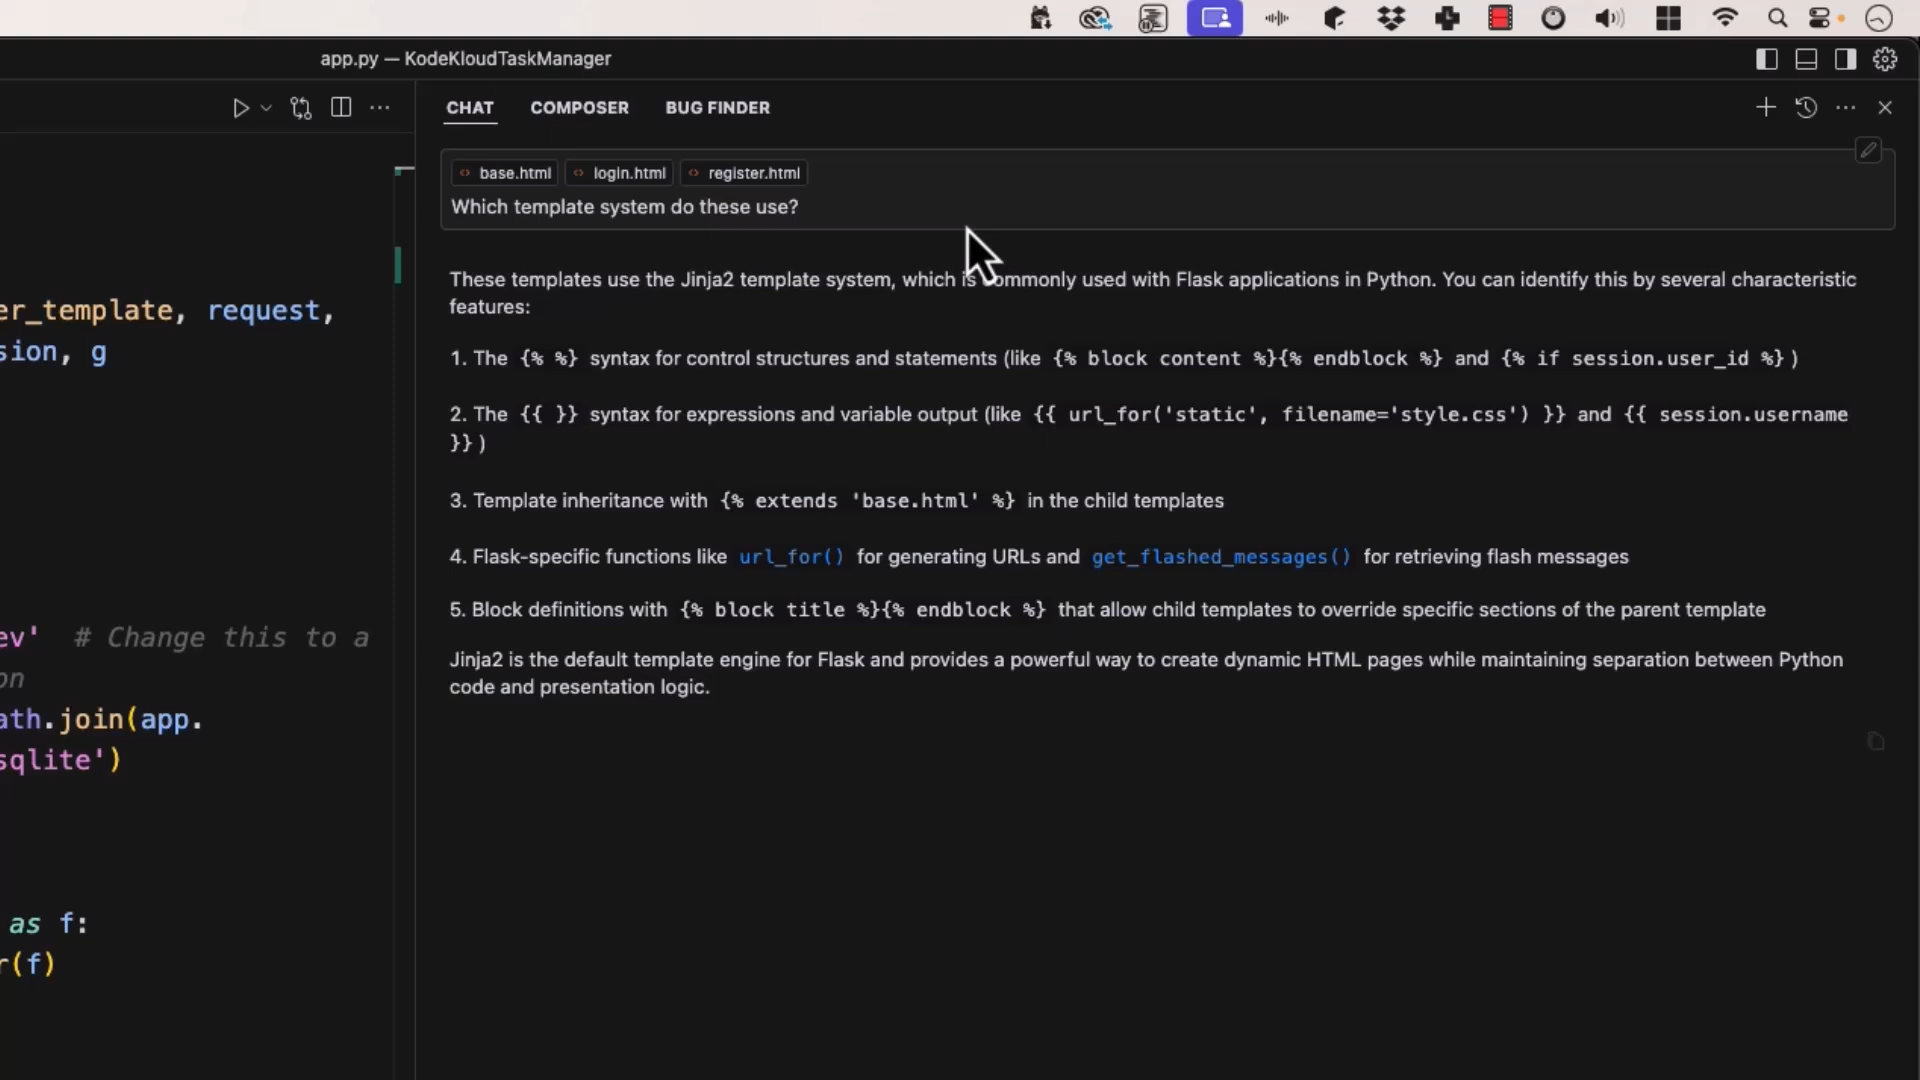 app.py — KodeKloudTaskManager
CHAT COMPOSER BUG FINDER
base.html login.html register.html
Which template system do these use?
These templates use the Jinja2 template system, which is commonly used with Flask applications in Python. You can identify this by several characteristic
features:
1. The {% %} syntax for control structures and statements (like {% block content %}{% endblock %} and {% if session.user_id %})
2. The {{ }} syntax for expressions and variable output (like {{ url_for('static', filename='style.css') }} and {{ session.username
}})
3. Template inheritance with {% extends 'base.html' %} in the child templates
4. Flask-specific functions like url_for() for generating URLs and get_flashed_messages() for retrieving flash messages
5. Block definitions with {% block title %}{% endblock %} that allow child templates to override specific sections of the parent template
Jinja2 is the default template engine for Flask and provides a powerful way to create dynamic HTML pages while maintaining separation between Python
code and presentation logic.
er_template, request,
sion, g
ev' # Change this to a
on
ath.join(app.
sqlite')
as f:
r(f)